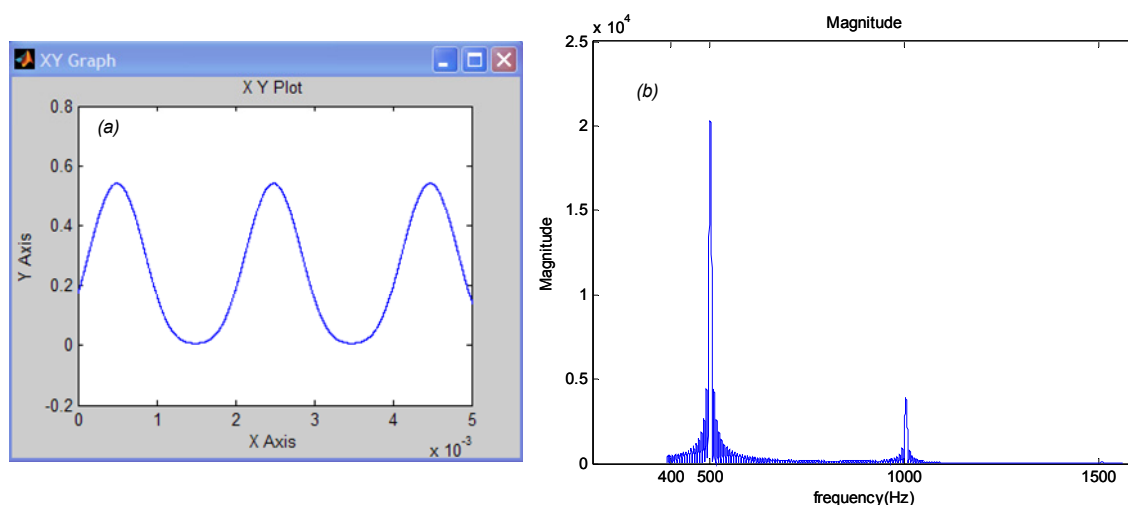 XY Graph
X Y Plot
(a)
0.8
0.6
0.4
0.2
0
-0.2
Y Axis
0 1 2 3 4 5
X Axis
x 10^-3
Magnitude
x 10^4
(b)
2.5
2
1.5
1
0.5
0
Magnitude
400 500 1000 1500
frequency(Hz)